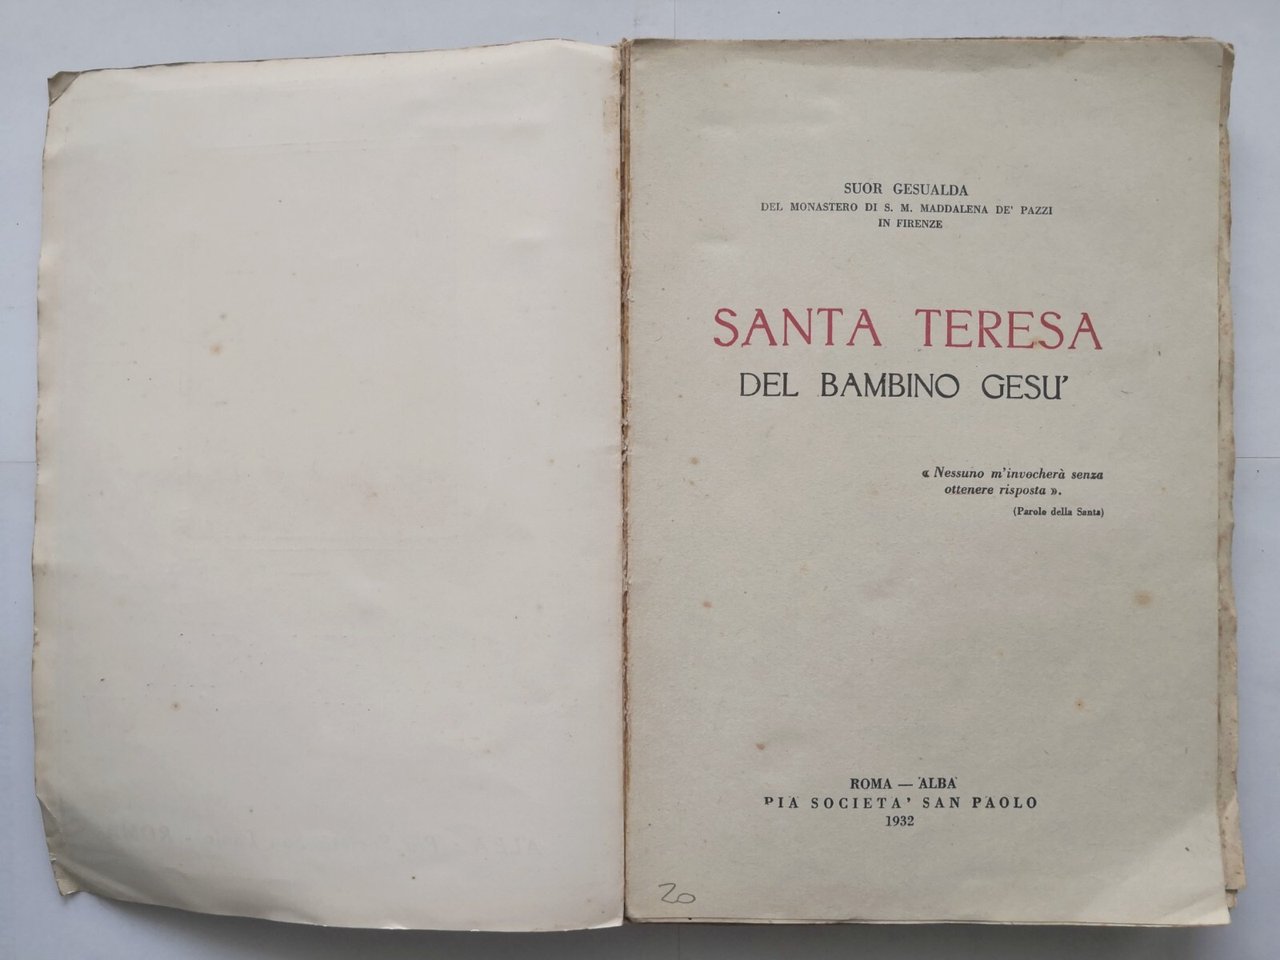 SUOR GESUALDA
DEL MONASTERO DI S. M. MADDALENA DE' PAZZI
IN FIRENZE
SANTA TERESA
DEL BAMBINO GESU'
« Nessuno m'invocherà senza
ottenere risposta ».
(Parole della Santa)
ROMA — ALBA
PIA SOCIETA' SAN PAOLO
1932
20